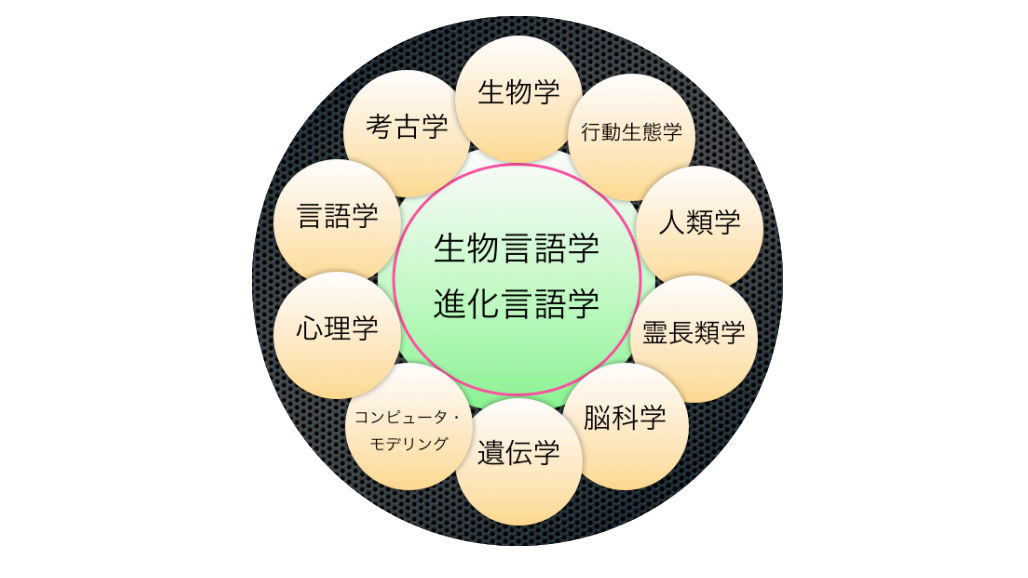 生物学
考古学
行動生態学
言語学
人類学
生物言語学
進化言語学
心理学
霊長類学
コンピュータ・
モデリング
脳科学
遺伝学